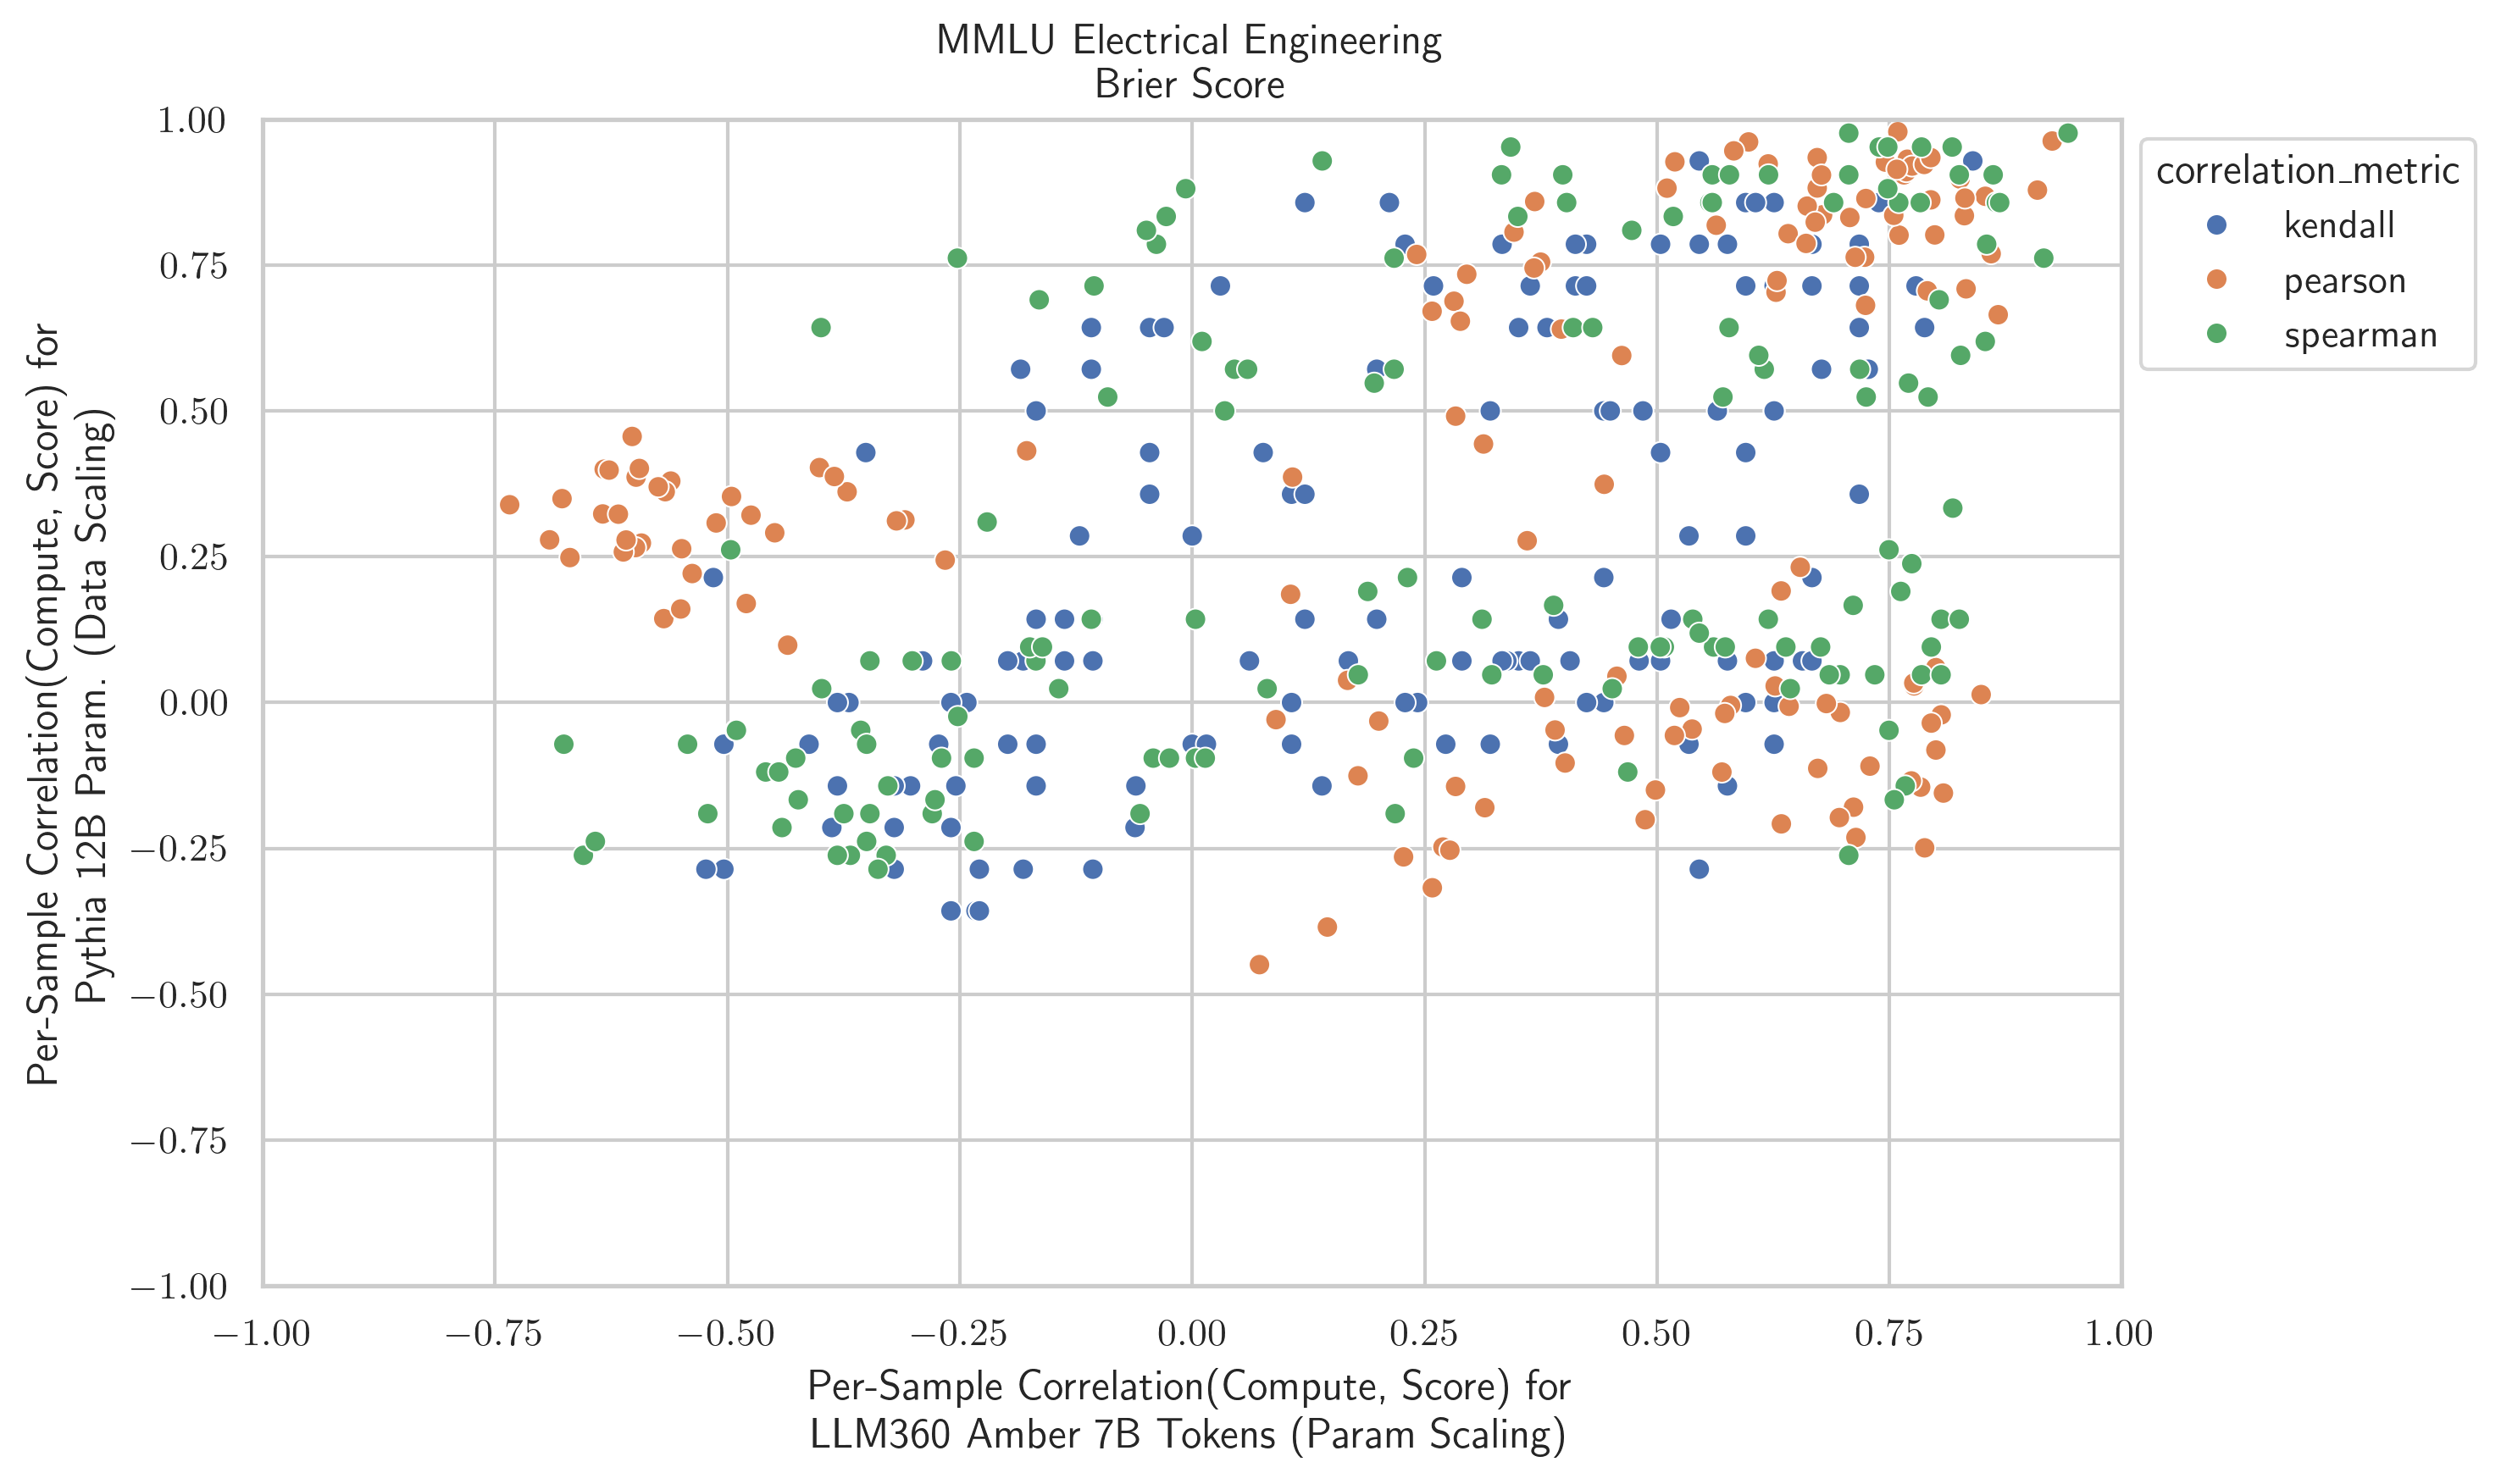 MMLU Electrical Engineering
Brier Score
Per-Sample Correlation(Compute, Score) for
Pythia 12B Param. (Data Scaling)
1.00
0.75
0.50
0.25
0.00
−0.25
−0.50
−0.75
−1.00
−1.00
−0.75
−0.50
−0.25
0.00
0.25
0.50
0.75
1.00
Per-Sample Correlation(Compute, Score) for
LLM360 Amber 7B Tokens (Param Scaling)
correlation_metric
kendall
pearson
spearman